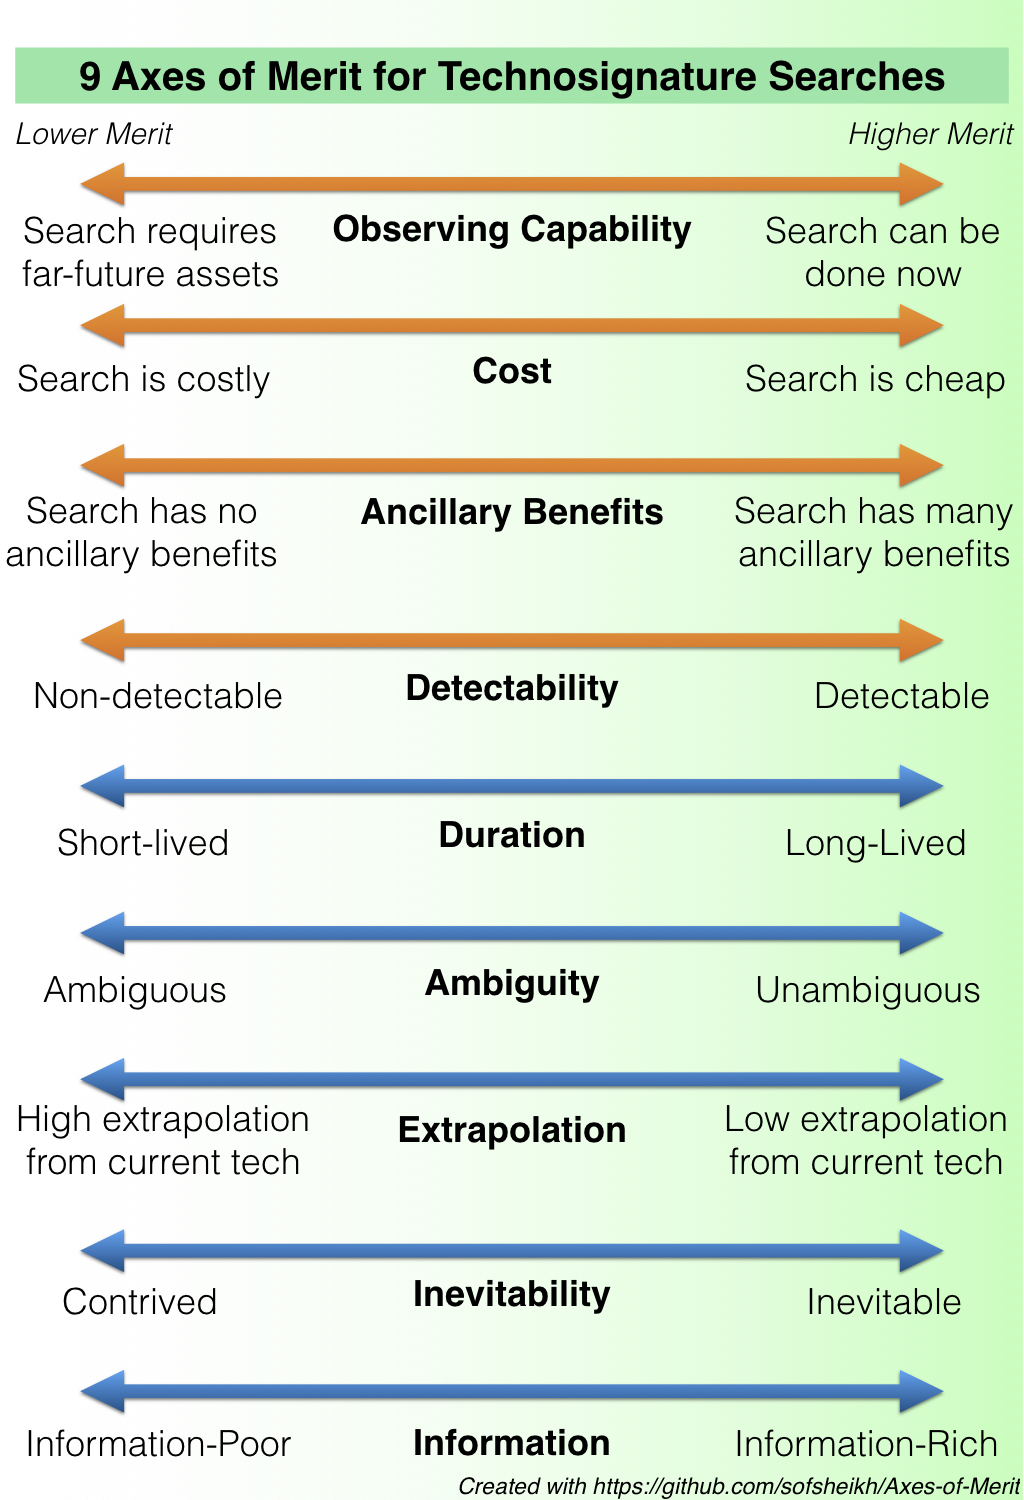 9 Axes of Merit for Technosignature Searches
Lower Merit
Higher Merit
Search requires
far-future assets
Observing Capability
Search can be
done now
Search is costly
Cost
Search is cheap
Search has no
ancillary benefits
Ancillary Benefits
Search has many
ancillary benefits
Non-detectable
Detectability
Detectable
Short-lived
Duration
Long-Lived
Ambiguous
Ambiguity
Unambiguous
High extrapolation
from current tech
Extrapolation
Low extrapolation
from current tech
Contrived
Inevitability
Inevitable
Information-Poor
Information
Information-Rich
Created with https://github.com/sofsheikh/Axes-of-Merit